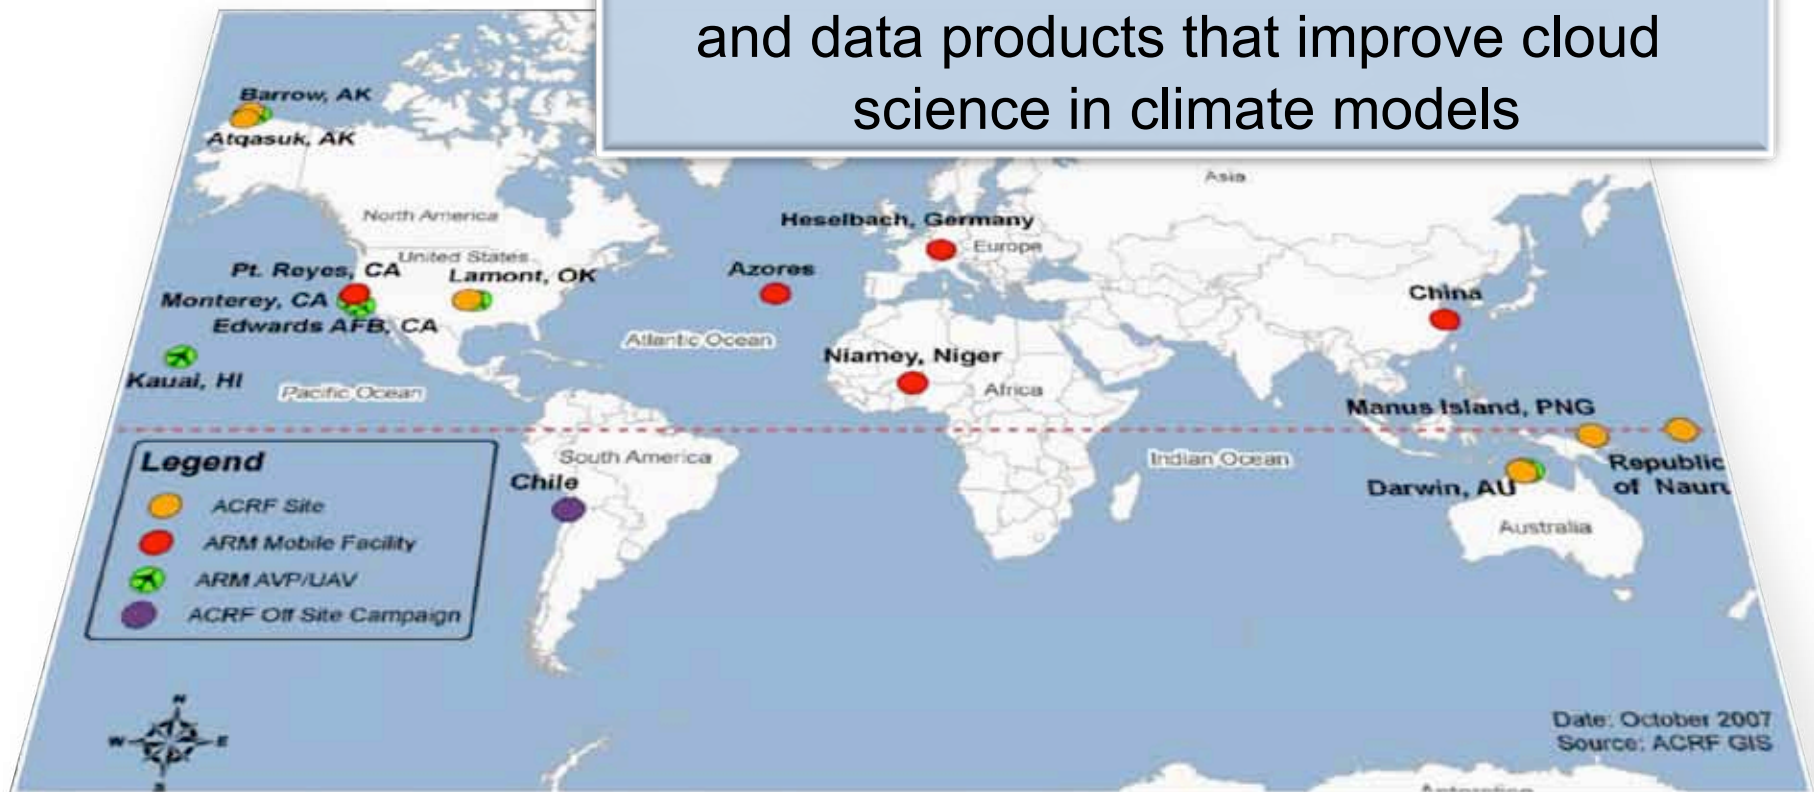 and data products that improve cloud
science in climate models
Barrow, AK
Atqasuk, AK
Asia
North America
Heselbach, Germany
Europe
United States
Pt. Reyes, CA
Lamont, OK
Azores
Monterey, CA
China
Edwards AFB, CA
Atlantic Ocean
Niamey, Niger
Kauai, HI
Pacific Ocean
Africa
Manus Island, PNG
Legend
South America
Indian Ocean
Republic
of Nauru
Chile
Darwin, AU
ACRF Site
Australia
ARM Mobile Facility
ARM AVP/UAV
ACRF Off Site Campaign
N
W
E
S
Date: October 2007
Source: ACRF GIS